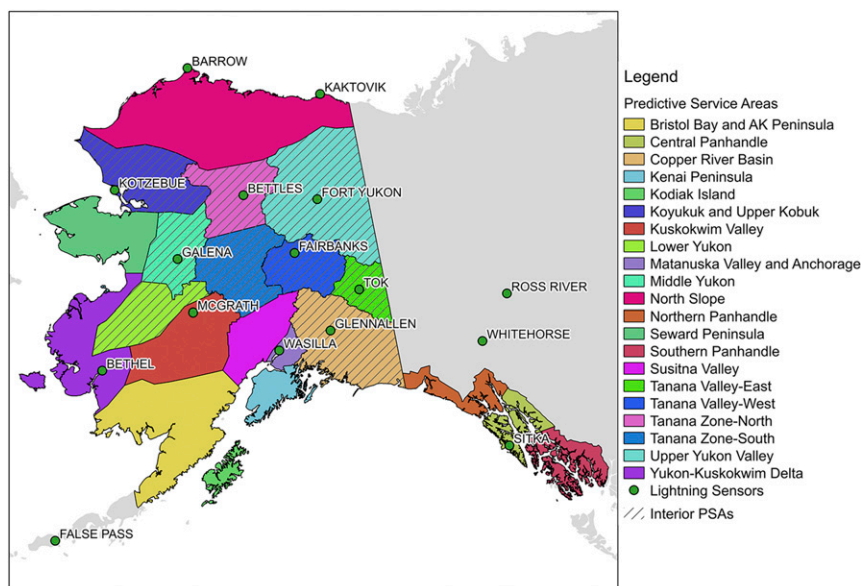 BARROW
KAKTOVIK
KOTZEBUE
BETTLES
FORT YUKON
GALENA
FAIRBANKS
TOK
MCGRATH
GLENNALLEN
WASILLA
BETHEL
ROSS RIVER
WHITEHORSE
SITKA
FALSE PASS
Legend
Predictive Service Areas
Bristol Bay and AK Peninsula
Central Panhandle
Copper River Basin
Kenai Peninsula
Kodiak Island
Koyukuk and Upper Kobuk
Kuskokwim Valley
Lower Yukon
Matanuska Valley and Anchorage
Middle Yukon
North Slope
Northern Panhandle
Seward Peninsula
Southern Panhandle
Susitna Valley
Tanana Valley-East
Tanana Valley-West
Tanana Zone-North
Tanana Zone-South
Upper Yukon Valley
Yukon-Kuskokwim Delta
Lightning Sensors
Interior PSAs